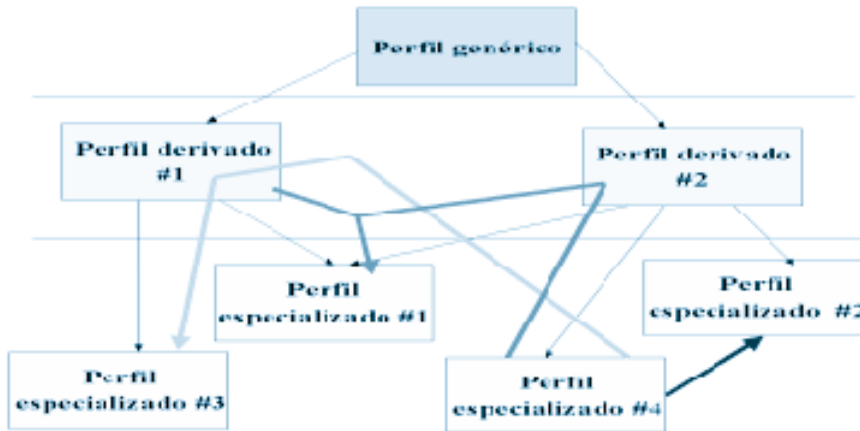 Perfil genérico
Perfil derivado
#1
Perfil derivado
#2
Perfil
especializado #1
Perfil
especializado #2
Perfil
especializado #3
Perfil
especializado #4